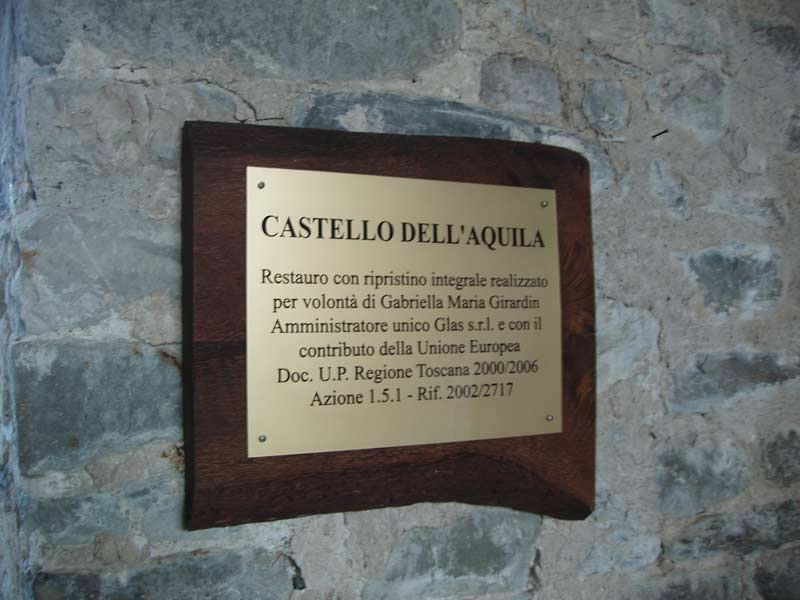 CASTELLO DELL'AQUILA
Restauro con ripristino integrale realizzato
per volontà di Gabriella Maria Girardin
Amministratore unico Glas s.r.l. e con il
contributo della Unione Europea
Doc. U.P. Regione Toscana 2000/2006
Azione 1.5.1 - Rif. 2002/2717